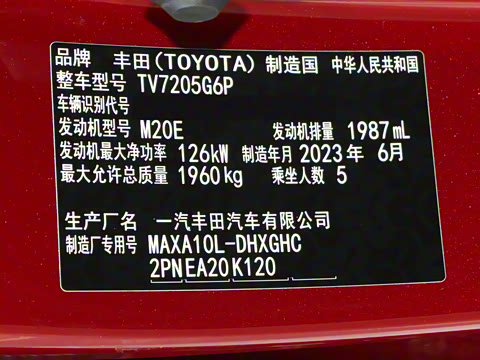 品牌 丰田(TOYOTA) 制造国 中华人民共和国
整车型号 TV7205G6P
车辆识别代号
发动机型号 M20E 发动机排量 1987 mL
发动机最大净功率 126kW 制造年月 2023年 6月
最大允许总质量 1960kg 乘坐人数 5
生产厂名 一汽丰田汽车有限公司
制造厂专用号 MAXA10L-DHXGHC
2PNEA20K120